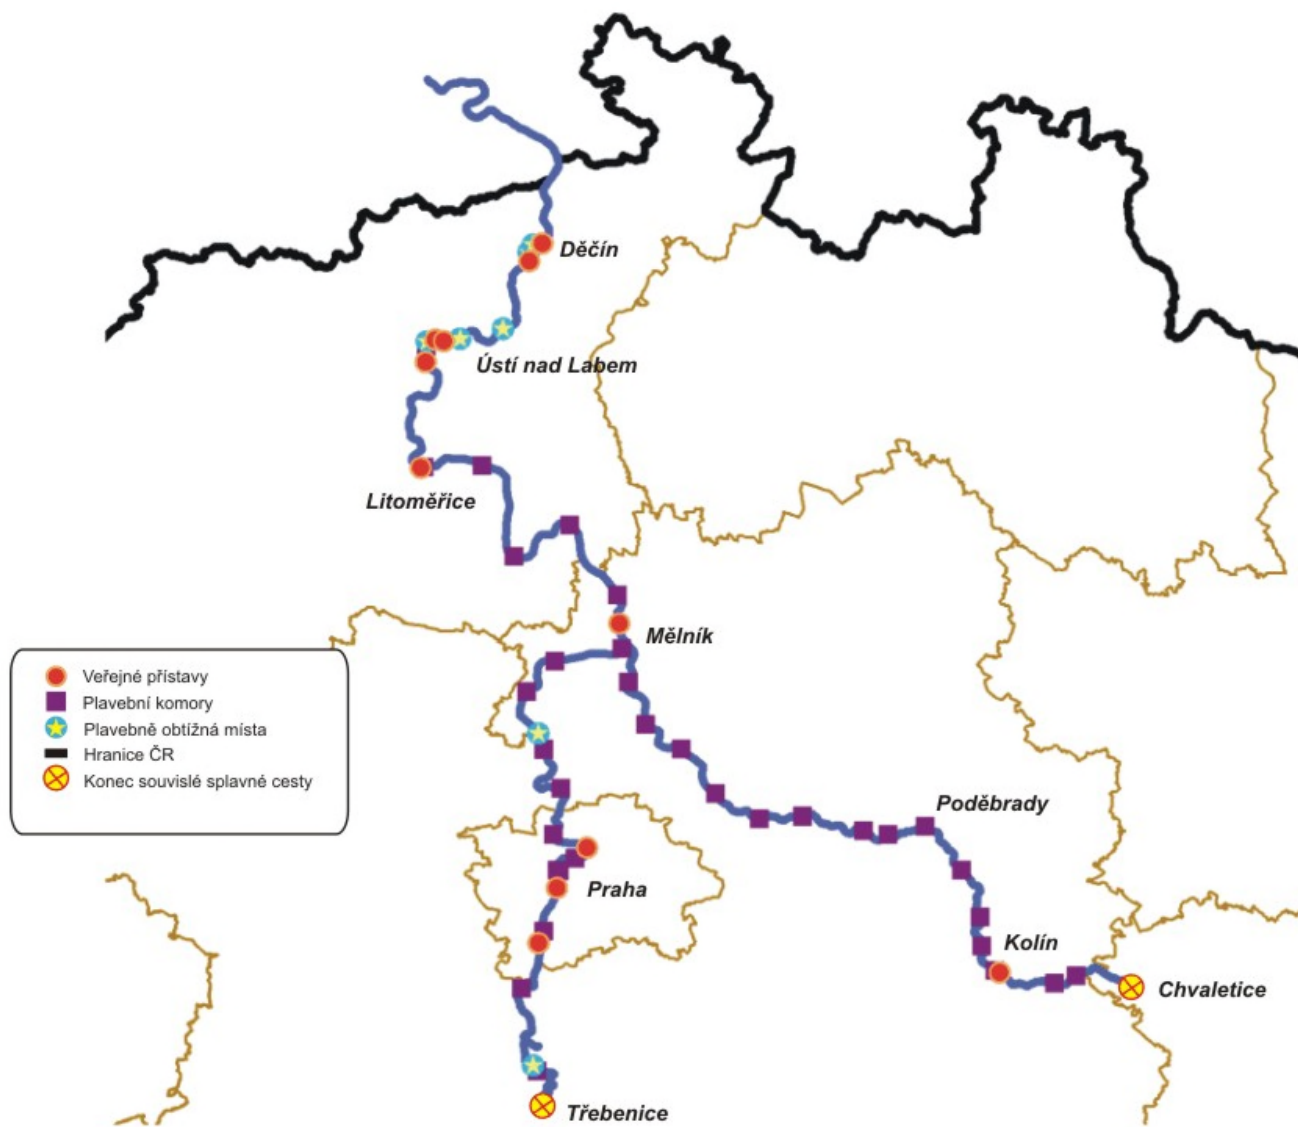 Děčín
Ústí nad Labem
Litoměřice
Mělník
Veřejné přístavy
Plavební komory
Plavebně obtížná místa
Hranice ČR
Konec souvislé splavné cesty
Poděbrady
Praha
Kolín
Chvaletice
Třebenice